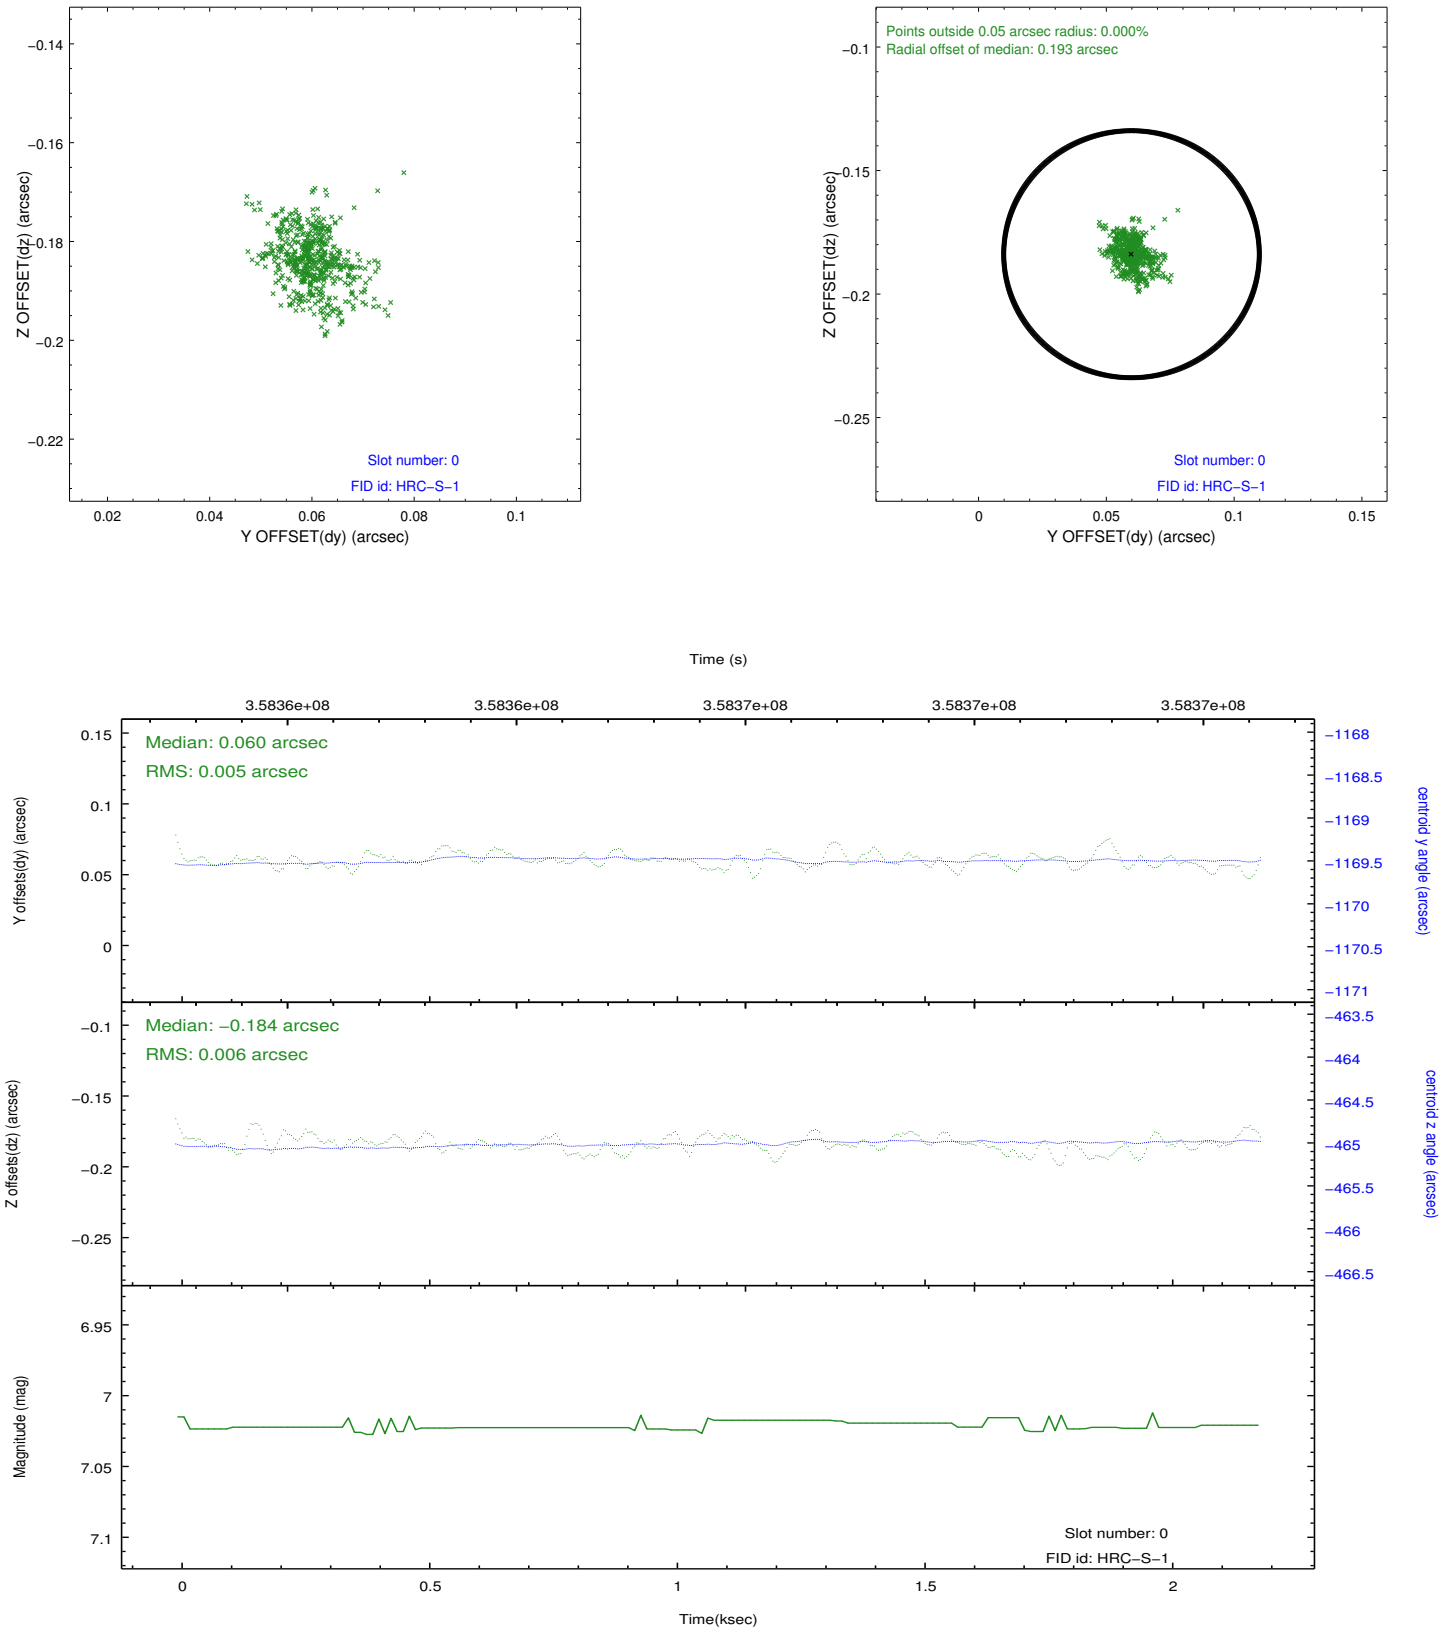 −0.14
−0.16
−0.18
−0.2
−0.22
Z OFFSET(dz) (arcsec)
Slot number: 0
FID id: HRC−S−1
0.02 0.04 0.06 0.08 0.1
Y OFFSET(dy) (arcsec)
Points outside 0.05 arcsec radius: 0.000%
Radial offset of median: 0.193 arcsec
−0.1
−0.15
−0.2
−0.25
Z OFFSET(dz) (arcsec)
Slot number: 0
FID id: HRC−S−1
0 0.05 0.1 0.15
Y OFFSET(dy) (arcsec)
Time (s)
3.5836e+08 3.5836e+08 3.5837e+08 3.5837e+08 3.5837e+08
Median: 0.060 arcsec
RMS: 0.005 arcsec
0.15
0.1
0.05
0
Y offsets(dy) (arcsec)
−1168
−1168.5
−1169
−1169.5
−1170
−1170.5
−1171
centroid y angle (arcsec)
Median: −0.184 arcsec
RMS: 0.006 arcsec
−0.1
−0.15
−0.2
−0.25
Z offsets(dz) (arcsec)
−463.5
−464
−464.5
−465
−465.5
−466
−466.5
centroid z angle (arcsec)
6.95
7
7.05
7.1
Magnitude (mag)
Slot number: 0
FID id: HRC−S−1
0 0.5 1 1.5 2
Time(ksec)